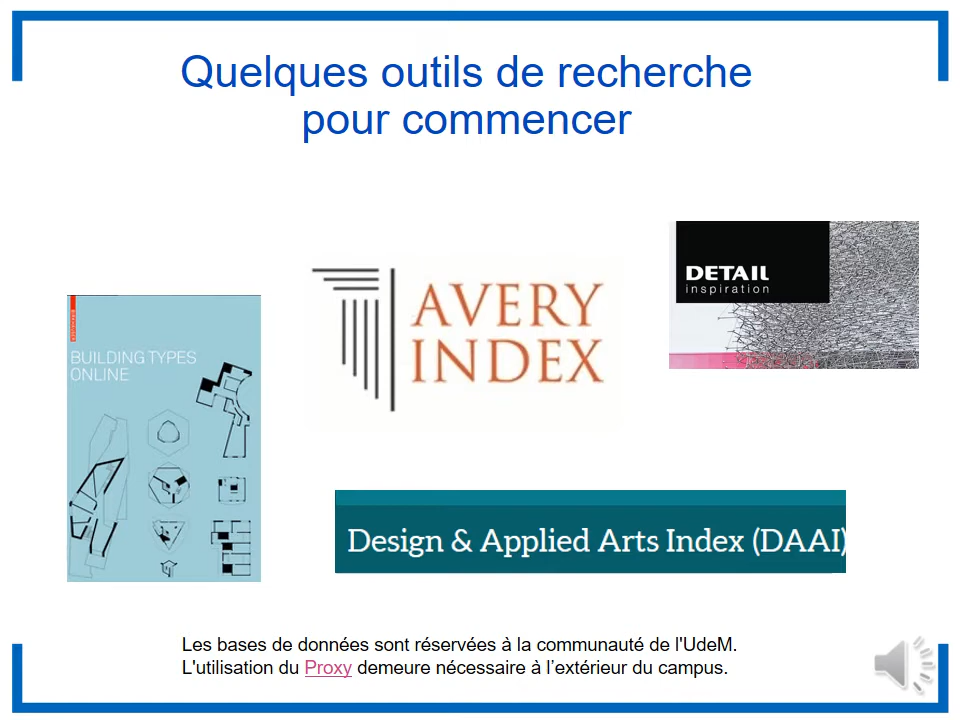 Quelques outils de recherche
pour commencer
DETAIL
inspiration
AVERY
INDEX
BUILDING TYPES
ONLINE
Design & Applied Arts Index (DAAI)
Les bases de données sont réservées à la communauté de l'UdeM.
L'utilisation du Proxy demeure nécessaire à l’extérieur du campus.